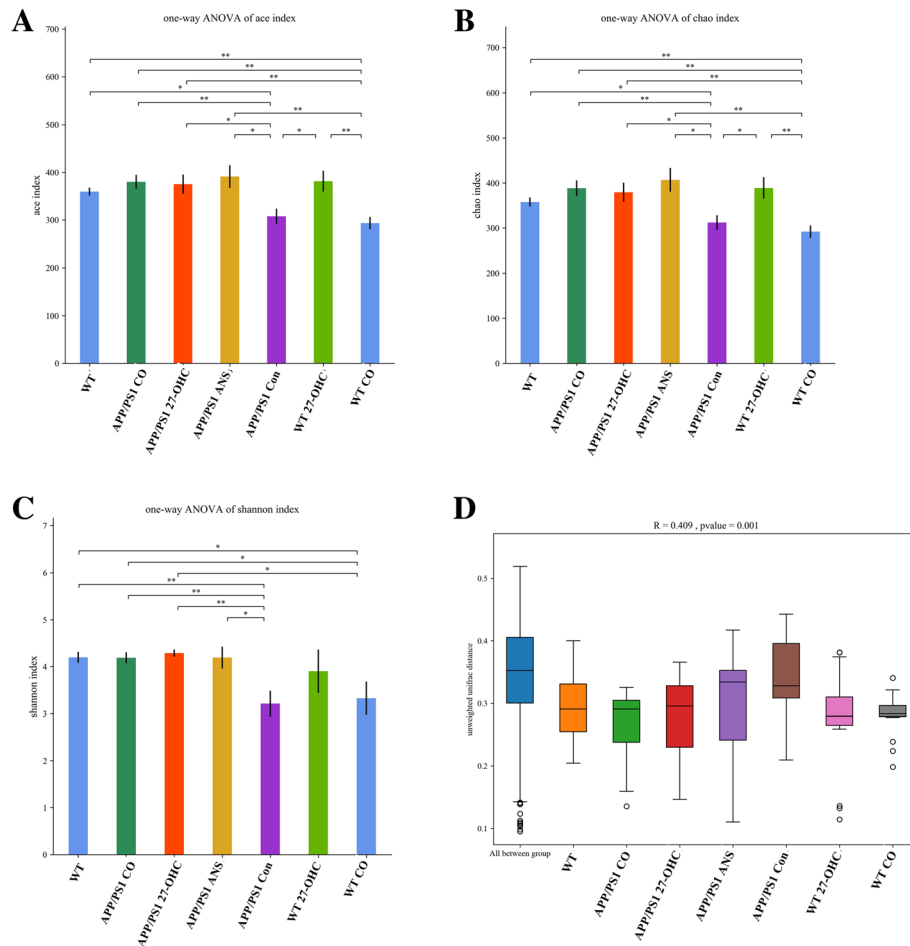 A
one-way ANOVA of ace index
ace index
700
600
500
400
300
200
100
0
**
**
**
*
**
**
*
*
*
**
WT
APP/PS1 CO
APP/PS1 27-OHC
APP/PS1 ANS
APP/PS1 Con
WT 27-OHC
WT CO
B
one-way ANOVA of chao index
chao index
700
600
500
400
300
200
100
0
**
**
**
*
**
**
*
*
*
**
WT
APP/PS1 CO
APP/PS1 27-OHC
APP/PS1 ANS
APP/PS1 Con
WT 27-OHC
WT CO
C
one-way ANOVA of shannon index
shannon index
7
6
5
4
3
2
1
0
*
*
*
**
**
**
*
WT
APP/PS1 CO
APP/PS1 27-OHC
APP/PS1 ANS
APP/PS1 Con
WT 27-OHC
WT CO
D
R = 0.409 , pvalue = 0.001
unweighted unifrac distance
0.5
0.4
0.3
0.2
0.1
All between group
WT
APP/PS1 CO
APP/PS1 27-OHC
APP/PS1 ANS
APP/PS1 Con
WT 27-OHC
WT CO